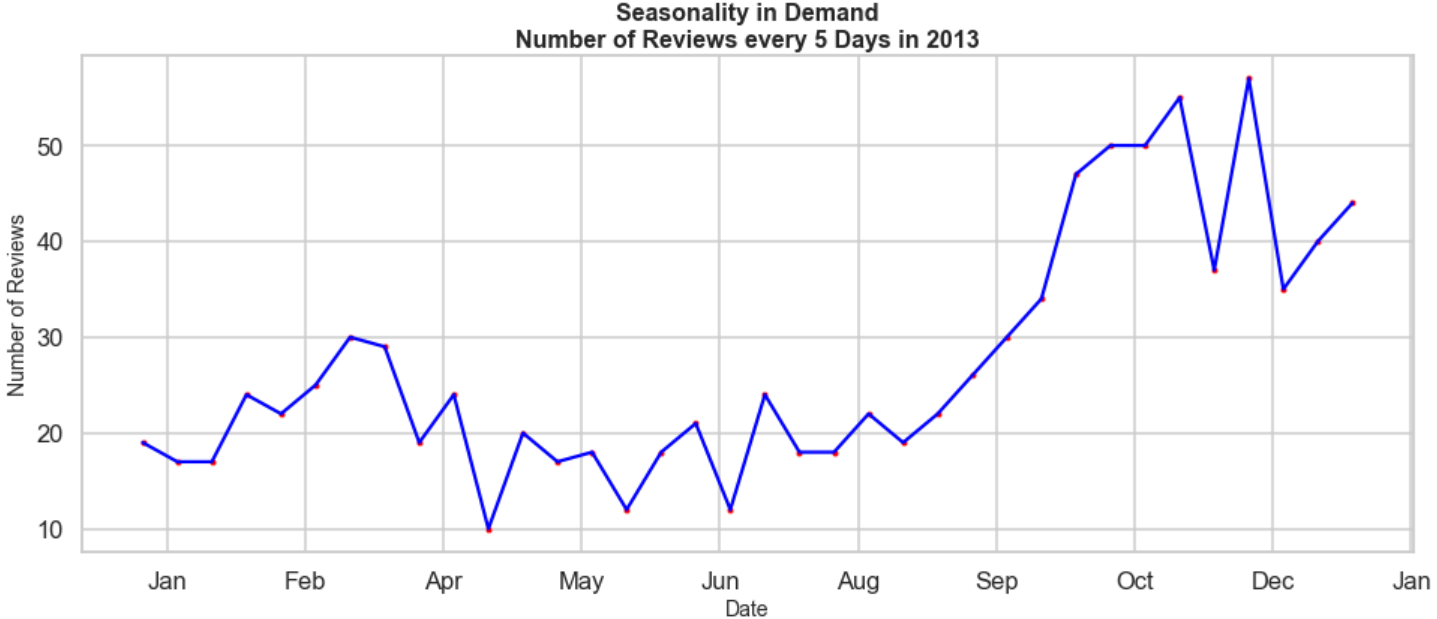 Seasonality in Demand
Number of Reviews every 5 Days in 2013
Number of Reviews
50
40
30
20
10
Jan Feb Apr May Jun Aug Sep Oct Dec Jan
Date